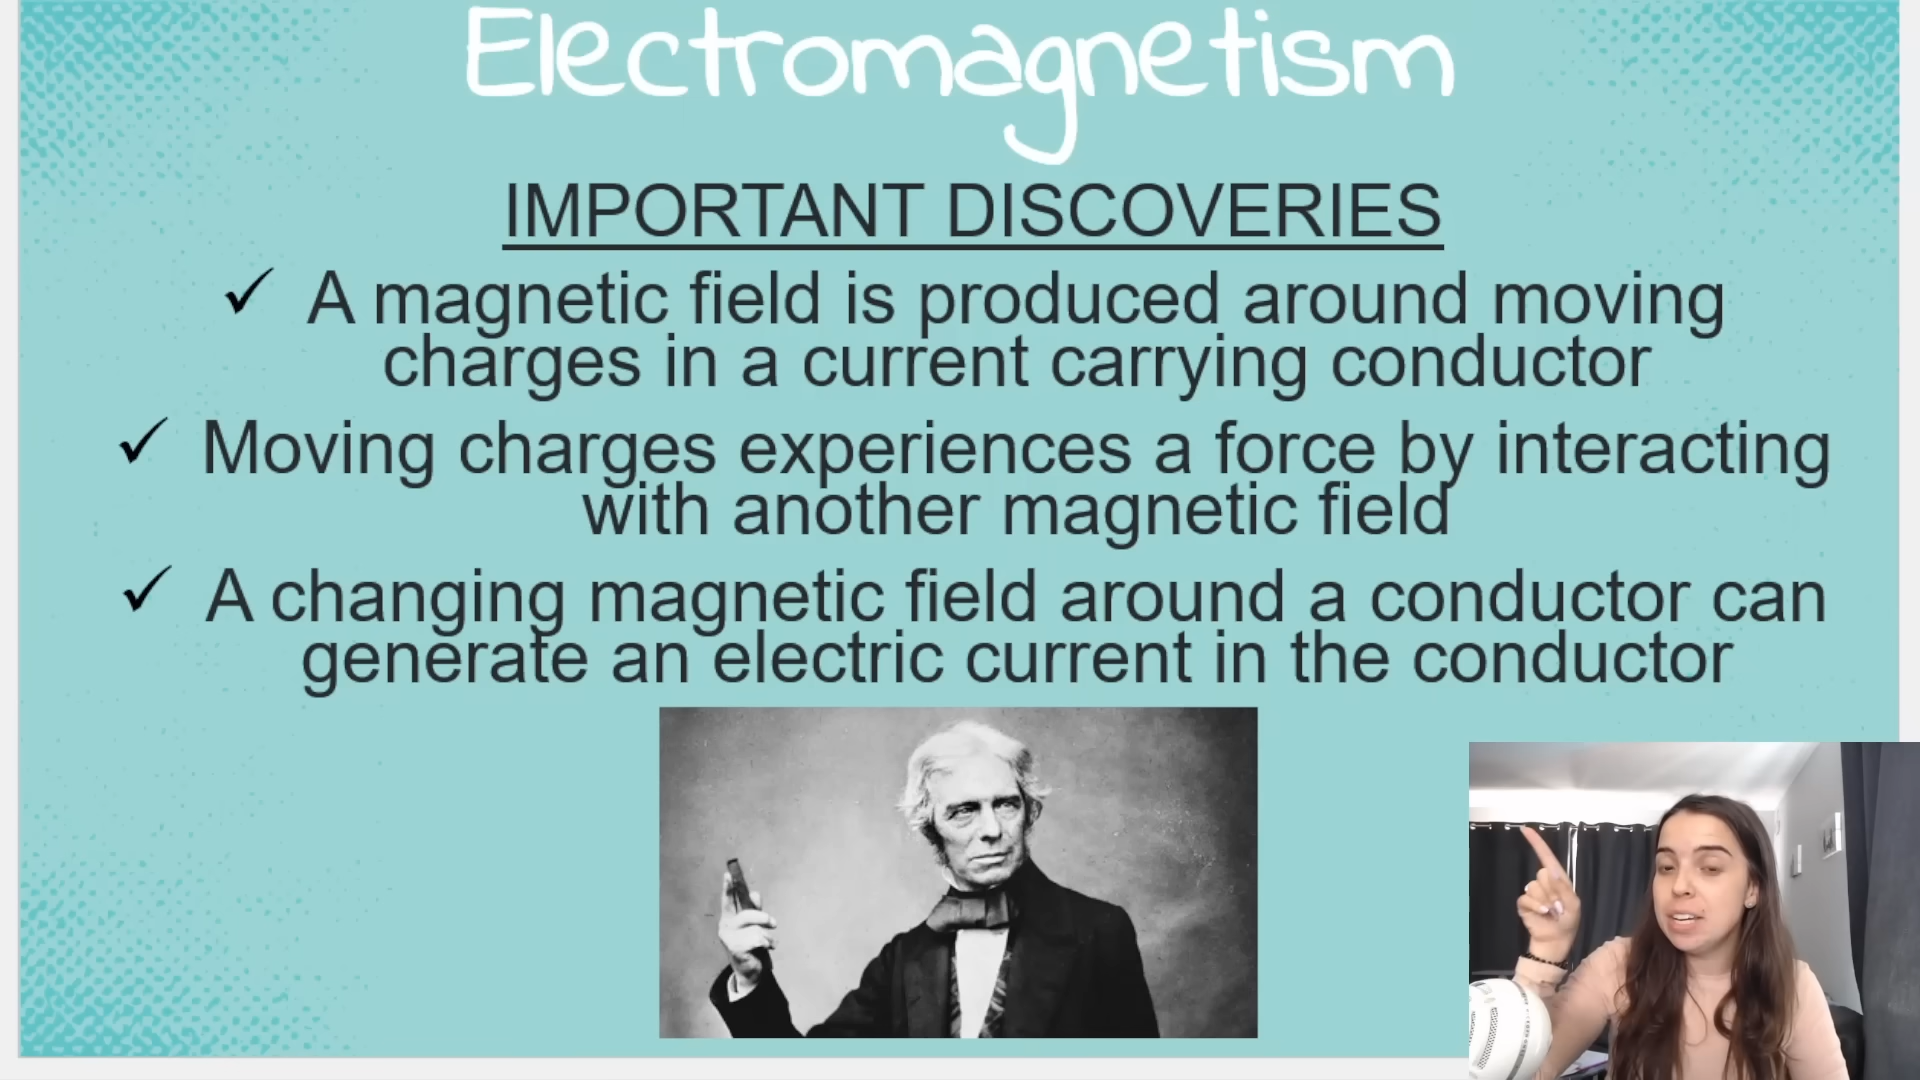 Electromagnetism
IMPORTANT DISCOVERIES
✓ A magnetic field is produced around moving
charges in a current carrying conductor
✓ Moving charges experiences a force by interacting
with another magnetic field
✓ A changing magnetic field around a conductor can
generate an electric current in the conductor